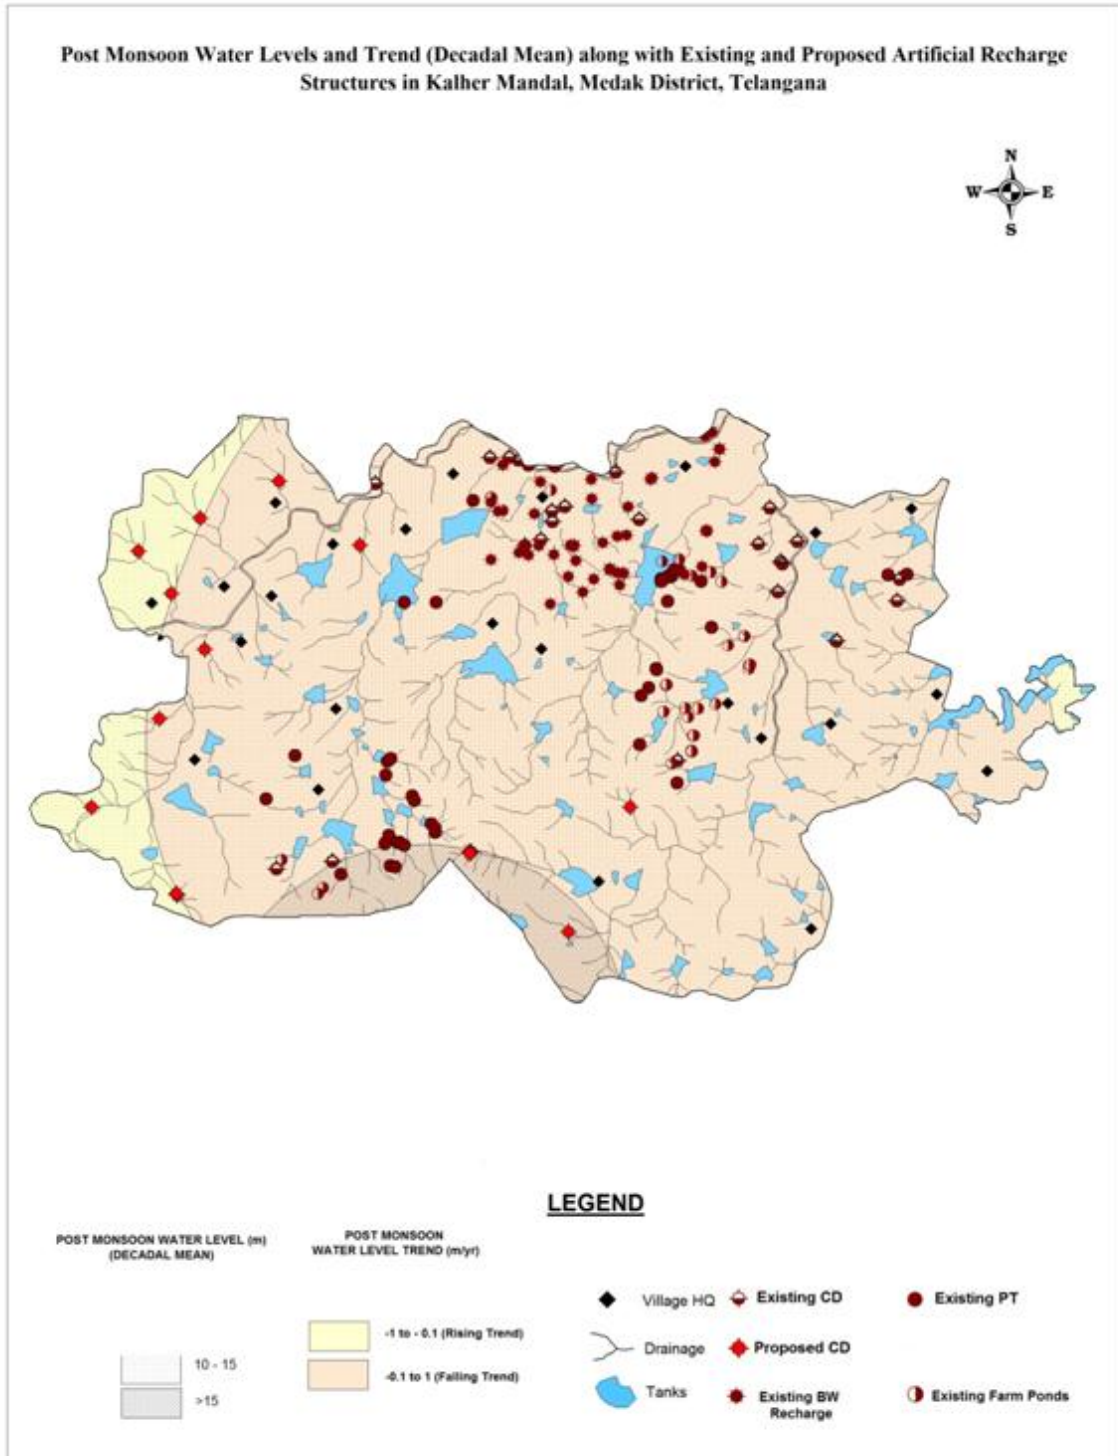 Post Monsoon Water Levels and Trend (Decadal Mean) along with Existing and Proposed Artificial Recharge
Structures in Kalher Mandal, Medak District, Telangana
N
W E
S
LEGEND
POST MONSOON WATER LEVEL (m)
(DECADAL MEAN)
10 - 15
>15
POST MONSOON
WATER LEVEL TREND (m/yr)
-1 to - 0.1 (Rising Trend)
-0.1 to 1 (Falling Trend)
Village HQ
Drainage
Tanks
Existing CD
Proposed CD
Existing BW
Recharge
Existing PT
Existing Farm Ponds